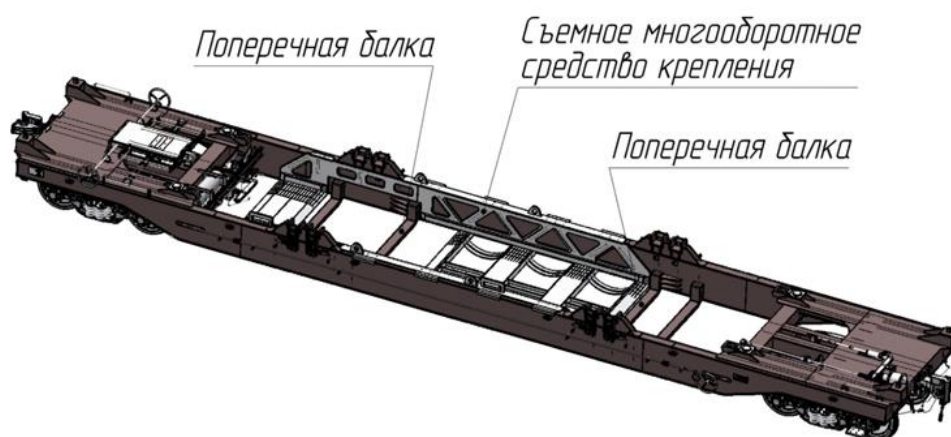 Поперечная балка
Съемное многооборотное
средство крепления
Поперечная балка